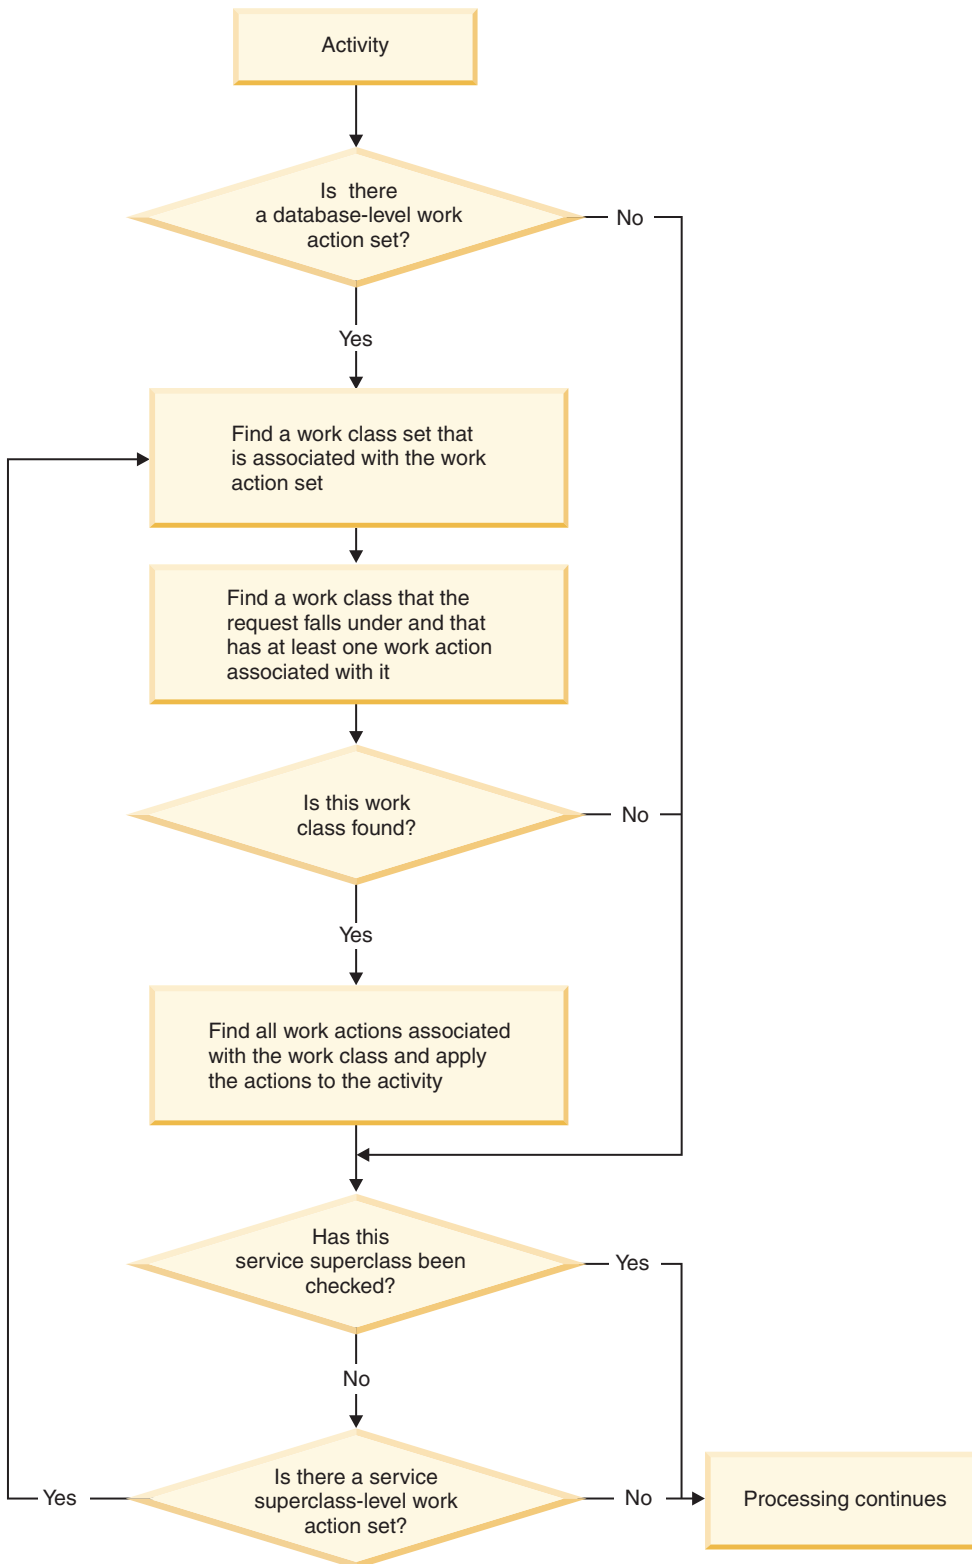 Activity
Is there
a database-level work
action set?
No
Yes
Find a work class set that
is associated with the work
action set
Find a work class that the
request falls under and that
has at least one work action
associated with it
Is this work
class found?
No
Yes
Find all work actions associated
with the work class and apply
the actions to the activity
Has this
service superclass been
checked?
Yes
No
Is there a service
superclass-level work
action set?
Yes
No
Processing continues